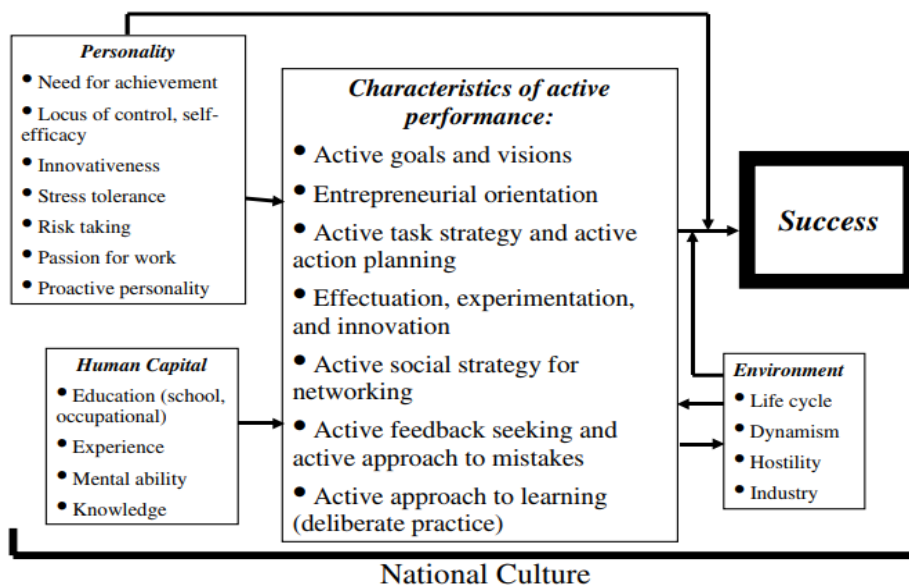 Personality
• Need for achievement
• Locus of control, self-
efficacy
• Innovativeness
• Stress tolerance
• Risk taking
• Passion for work
• Proactive personality
Human Capital
• Education (school,
occupational)
• Experience
• Mental ability
• Knowledge
Characteristics of active
performance:
• Active goals and visions
• Entrepreneurial orientation
• Active task strategy and active
action planning
• Effectuation, experimentation,
and innovation
• Active social strategy for
networking
• Active feedback seeking and
active approach to mistakes
• Active approach to learning
(deliberate practice)
Success
Environment
• Life cycle
• Dynamism
• Hostility
• Industry
National Culture